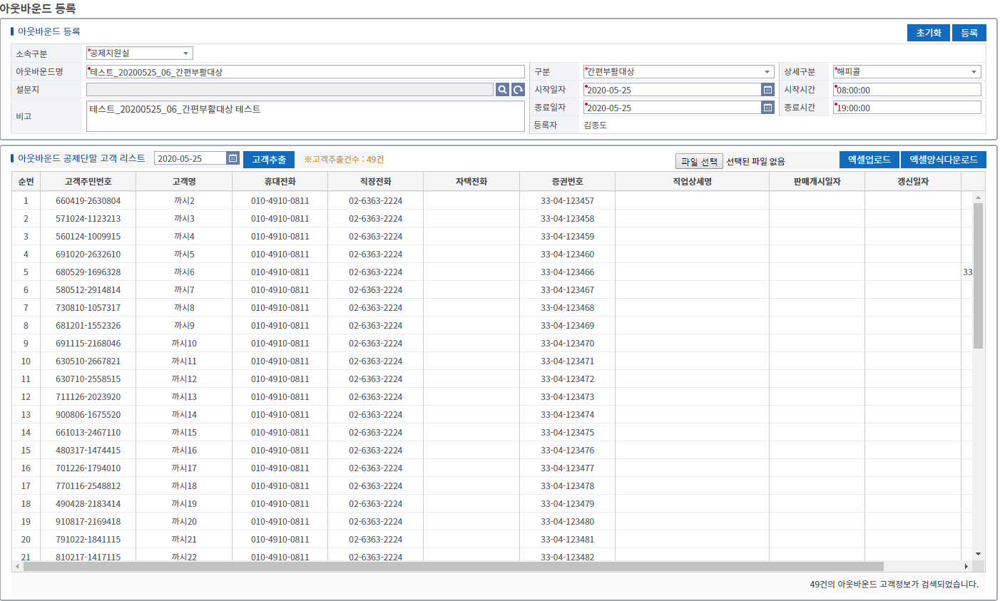 아웃바운드 등록
아웃바운드 등록 초기화 등록
소속구분 공제지원실
아웃바운드명 테스트_20200525_06_간편부활대상 구분 간편부활대상 상세구분 해피콜
설문지 시작일자 2020-05-25 시작시간 08:00:00
비고 테스트_20200525_06_간편부활대상 테스트 종료일자 2020-05-25 종료시간 19:00:00
등록자 김종도
아웃바운드 공제단말 고객 리스트 2020-05-25 고객추출 ※고객추출건수 : 49건 파일 선택 선택된 파일 없음 엑셀업로드 엑셀양식다운로드
순번 고객주민번호 고객명 휴대전화 직장전화 자택전화 증권번호 직업상세명 판매개시일자 갱신일자
1 660419-2630804 까시2 010-4910-0811 02-6363-2224 33-04-123457
2 571024-1123213 까시3 010-4910-0811 02-6363-2224 33-04-123458
3 560124-1009915 까시4 010-4910-0811 02-6363-2224 33-04-123459
4 691020-2632610 까시5 010-4910-0811 02-6363-2224 33-04-123460
5 680529-1696328 까시6 010-4910-0811 02-6363-2224 33-04-123466 33
6 580512-2914814 까시7 010-4910-0811 02-6363-2224 33-04-123467
7 730810-1057317 까시8 010-4910-0811 02-6363-2224 33-04-123468
8 681201-1552326 까시9 010-4910-0811 02-6363-2224 33-04-123469
9 691115-2168046 까시10 010-4910-0811 02-6363-2224 33-04-123470
10 630510-2667821 까시11 010-4910-0811 02-6363-2224 33-04-123471
11 630710-2558515 까시12 010-4910-0811 02-6363-2224 33-04-123472
12 711126-2023920 까시13 010-4910-0811 02-6363-2224 33-04-123473
13 900806-1675520 까시14 010-4910-0811 02-6363-2224 33-04-123474
14 661013-2467110 까시15 010-4910-0811 02-6363-2224 33-04-123475
15 480317-1474415 까시16 010-4910-0811 02-6363-2224 33-04-123476
16 701226-1794010 까시17 010-4910-0811 02-6363-2224 33-04-123477
17 770116-2548812 까시18 010-4910-0811 02-6363-2224 33-04-123478
18 490428-2183414 까시19 010-4910-0811 02-6363-2224 33-04-123479
19 910817-2169418 까시20 010-4910-0811 02-6363-2224 33-04-123480
20 791022-1841115 까시21 010-4910-0811 02-6363-2224 33-04-123481
21 810217-1417115 까시22 010-4910-0811 02-6363-2224 33-04-123482
49건의 아웃바운드 고객정보가 검색되었습니다.